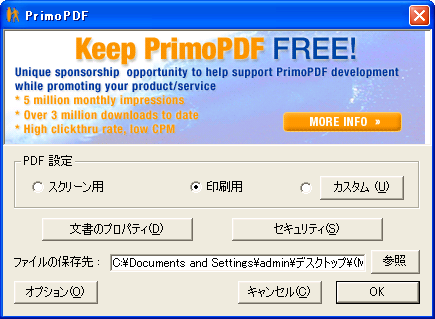 PrimoPDF
Keep PrimoPDF FREE!
Unique sponsorship opportunity to help support PrimoPDF development
while promoting your product/service
* 5 million monthly impressions
* Over 3 million downloads to date
* High clickthru rate, low CPM
MORE INFO »
PDF 設定
スクリーン用 印刷用 カスタム (U)
文書のプロパティ(D) セキュリティ(S)
ファイルの保存先: C:¥Documents and Settings¥admin¥デスクトップ¥(M 参照
オプション(O) キャンセル(C) OK